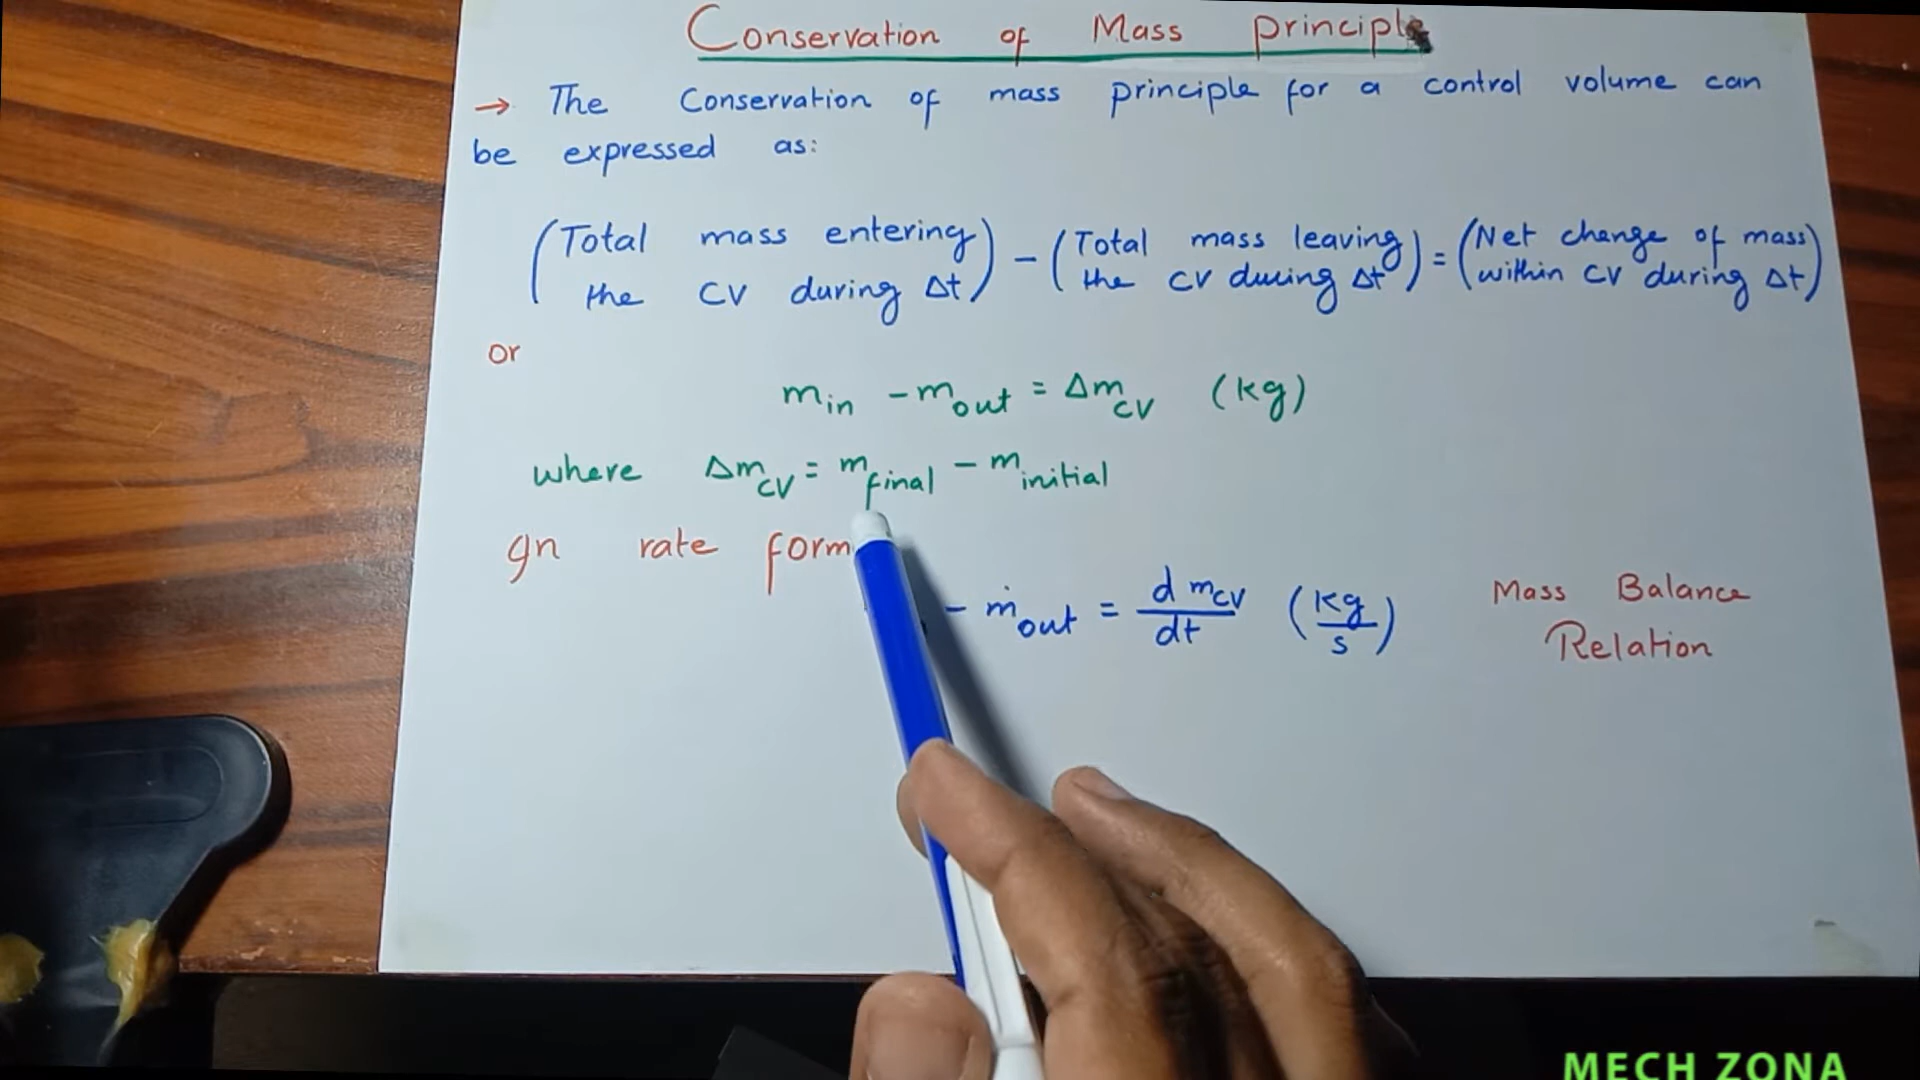 Conservation of Mass principle
→ The Conservation of mass principle for a control volume can
be expressed as:
(Total mass entering the CV during Δt) - (Total mass leaving the CV during Δt) = (Net change of mass within CV during Δt)
or
m_in - m_out = Δm_CV (kg)
where Δm_CV = m_final - m_initial
In rate form
- ṁ_out = d m_CV / dt (kg/s)
Mass Balance
Relation
MECH ZONA